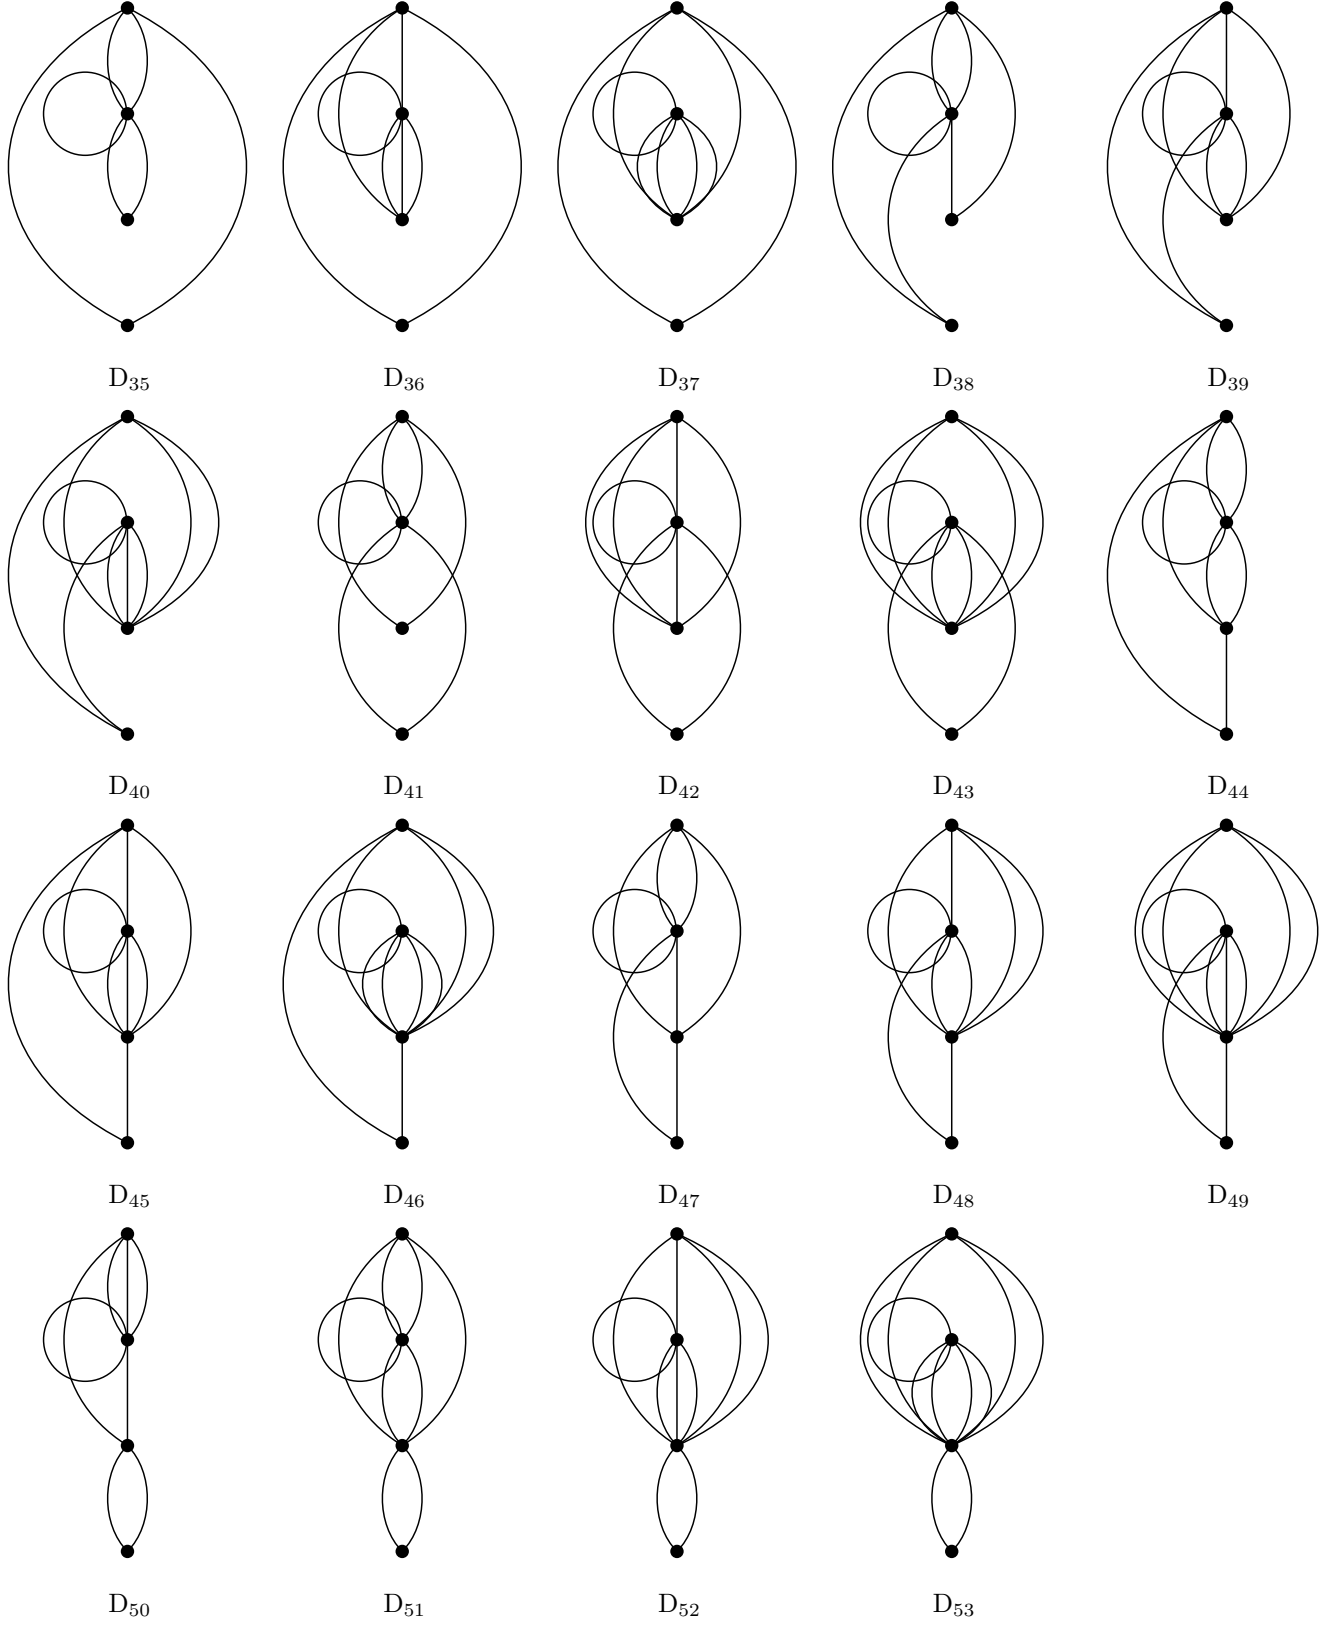 D₃₅ D₃₆ D₃₇ D₃₈ D₃₉
D₄₀ D₄₁ D₄₂ D₄₃ D₄₄
D₄₅ D₄₆ D₄₇ D₄₈ D₄₉
D₅₀ D₅₁ D₅₂ D₅₃